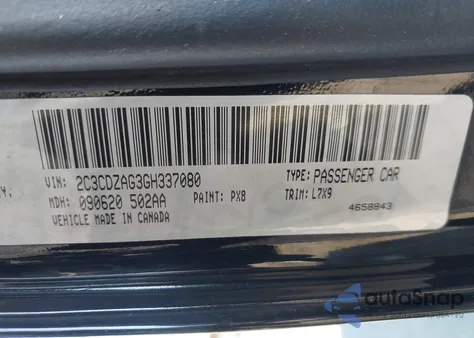 VIN: 2C3CDZAG3GH337080
TYPE: PASSENGER CAR
MDH: 090620 502AA
PAINT: PX8
TRIM: L7X9
VEHICLE MADE IN CANADA
4658843
autoSnap